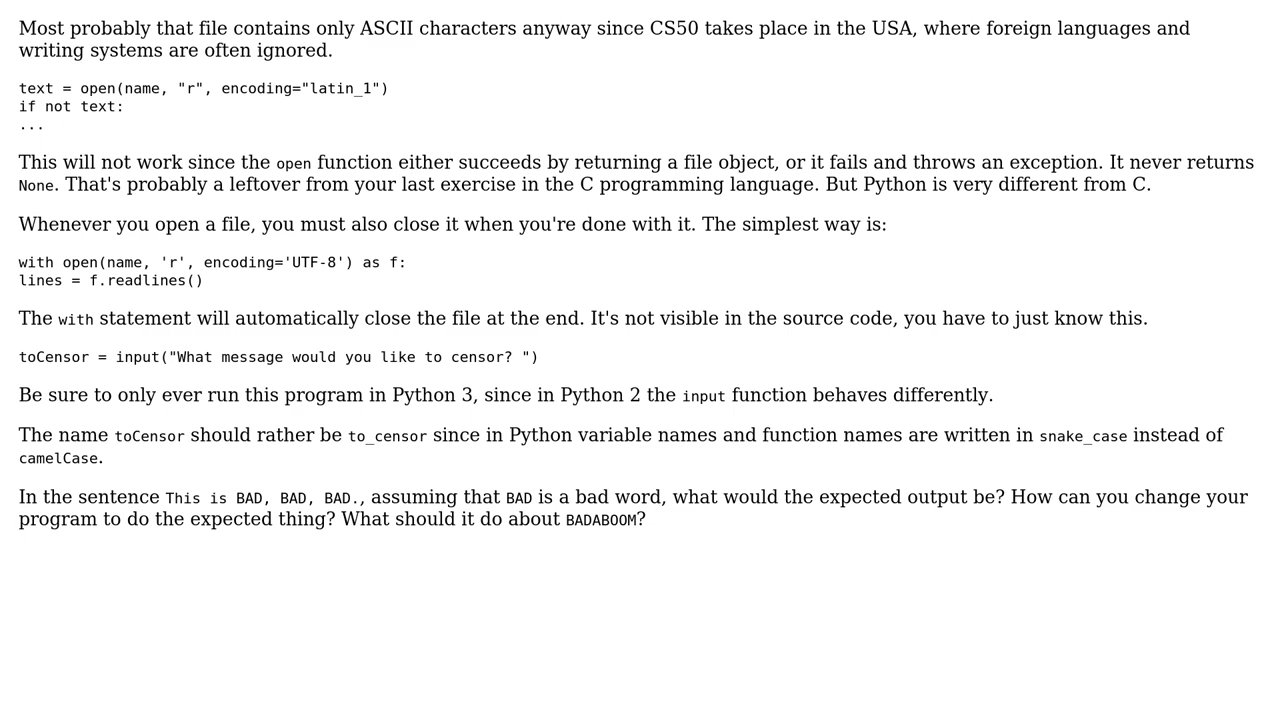 Most probably that file contains only ASCII characters anyway since CS50 takes place in the USA, where foreign languages and
writing systems are often ignored.
text = open(name, "r", encoding="latin_1")
if not text:
...
This will not work since the open function either succeeds by returning a file object, or it fails and throws an exception. It never returns
None. That's probably a leftover from your last exercise in the C programming language. But Python is very different from C.
Whenever you open a file, you must also close it when you're done with it. The simplest way is:
with open(name, 'r', encoding='UTF-8') as f:
lines = f.readlines()
The with statement will automatically close the file at the end. It's not visible in the source code, you have to just know this.
toCensor = input("What message would you like to censor? ")
Be sure to only ever run this program in Python 3, since in Python 2 the input function behaves differently.
The name toCensor should rather be to_censor since in Python variable names and function names are written in snake_case instead of
camelCase.
In the sentence This is BAD, BAD, BAD., assuming that BAD is a bad word, what would the expected output be? How can you change your
program to do the expected thing? What should it do about BADABOOM?